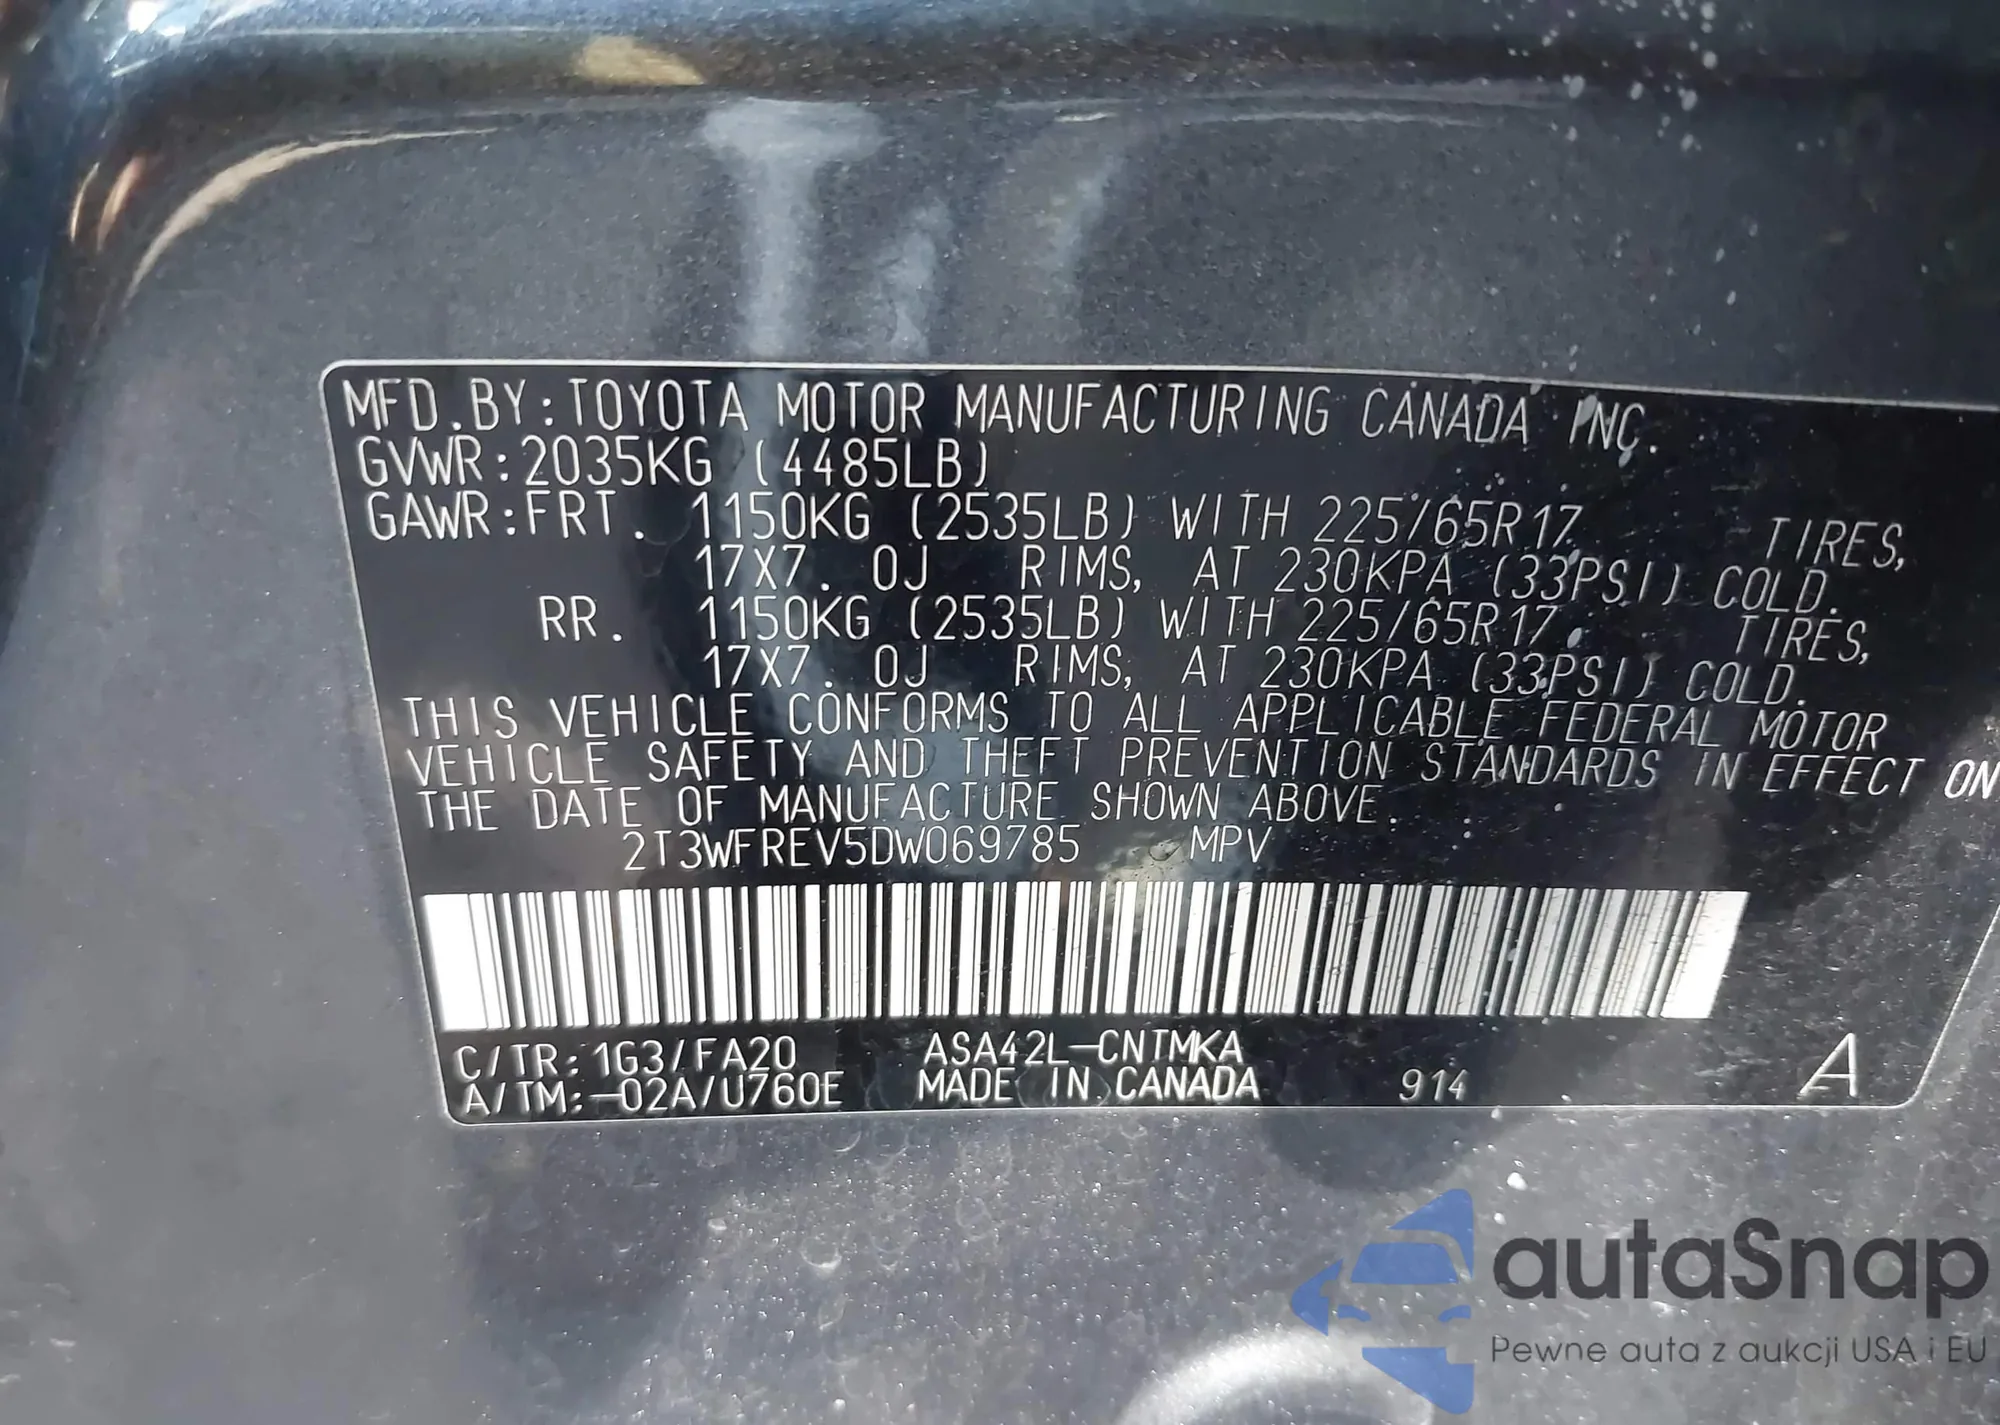 MFD.BY:TOYOTA MOTOR MANUFACTURING CANADA INC.
GVWR:2035KG (4485LB)
GAWR:FRT. 1150KG (2535LB) WITH 225/65R17 TIRES,
17X7.0J RIMS, AT 230KPA (33PSI) COLD.
RR. 1150KG (2535LB) WITH 225/65R17 TIRES,
17X7.0J RIMS, AT 230KPA (33PSI) COLD.
THIS VEHICLE CONFORMS TO ALL APPLICABLE FEDERAL MOTOR
VEHICLE SAFETY AND THEFT PREVENTION STANDARDS IN EFFECT ON
THE DATE OF MANUFACTURE SHOWN ABOVE.
2T3WFREV5DW069785 MPV
C/TR:1G3/FA20 ASA42L-CNTMKA
A/TM:-02A/U760E MADE IN CANADA 914 A
autaSnap
Pewne auta z aukcji USA i EU